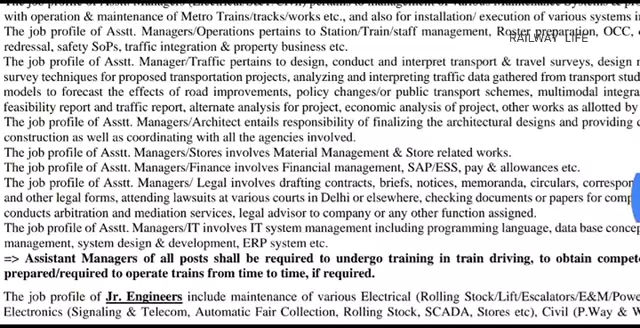 with operation & maintenance of Metro Trains/tracks/works etc., and also for installation/ execution of various systems i
The job profile of Asstt. Managers/Operations pertains to Station/Train/staff management, Roster preparation, OCC,
RAILWAY LIFE
redressal, safety SoPs, traffic integration & property business etc.
The job profile of Asstt. Manager/Traffic pertains to design, conduct and interpret transport & travel surveys, design
survey techniques for proposed transportation projects, analyzing and interpreting traffic data gathered from transport stud
models to forecast the effects of road improvements, policy changes/or public transport schemes, multimodal integra
feasibility report and traffic report, alternate analysis for project, economic analysis of project, other works as allotted by
The job profile of Asstt. Managers/Architect entails responsibility of finalizing the architectural designs and providing
construction as well as coordinating with all the agencies involved.
The job profile of Asstt. Managers/Stores involves Material Management & Store related works.
The job profile of Asstt. Managers/Finance involves Financial management, SAP/ESS, pay & allowances etc.
The job profile of Asstt. Managers/ Legal involves drafting contracts, briefs, notices, memoranda, circulars, correspon
and other legal forms, attending lawsuits at various courts in Delhi or elsewhere, checking documents or papers for comp
conducts arbitration and mediation services, legal advisor to company or any other function assigned.
The job profile of Asstt. Managers/IT involves IT system management including programming language, data base concep
management, system design & development, ERP system etc.
=> Assistant Managers of all posts shall be required to undergo training in train driving, to obtain compet
prepared/required to operate trains from time to time, if required.
The job profile of Jr. Engineers include maintenance of various Electrical (Rolling Stock/Lift/Escalators/E&M/Powe
Electronics (Signaling & Telecom, Automatic Fair Collection, Rolling Stock, SCADA, Stores etc), Civil (P.Way & W